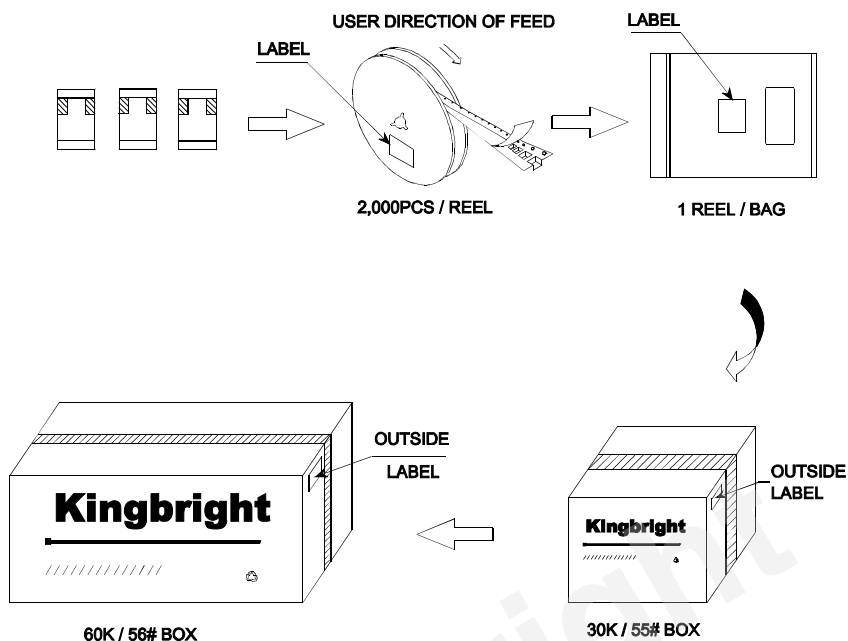 USER DIRECTION OF FEED
LABEL
LABEL
2,000PCS / REEL
1 REEL / BAG
OUTSIDE
LABEL
Kingbright
60K / 56# BOX
OUTSIDE
LABEL
Kingbright
30K / 55# BOX